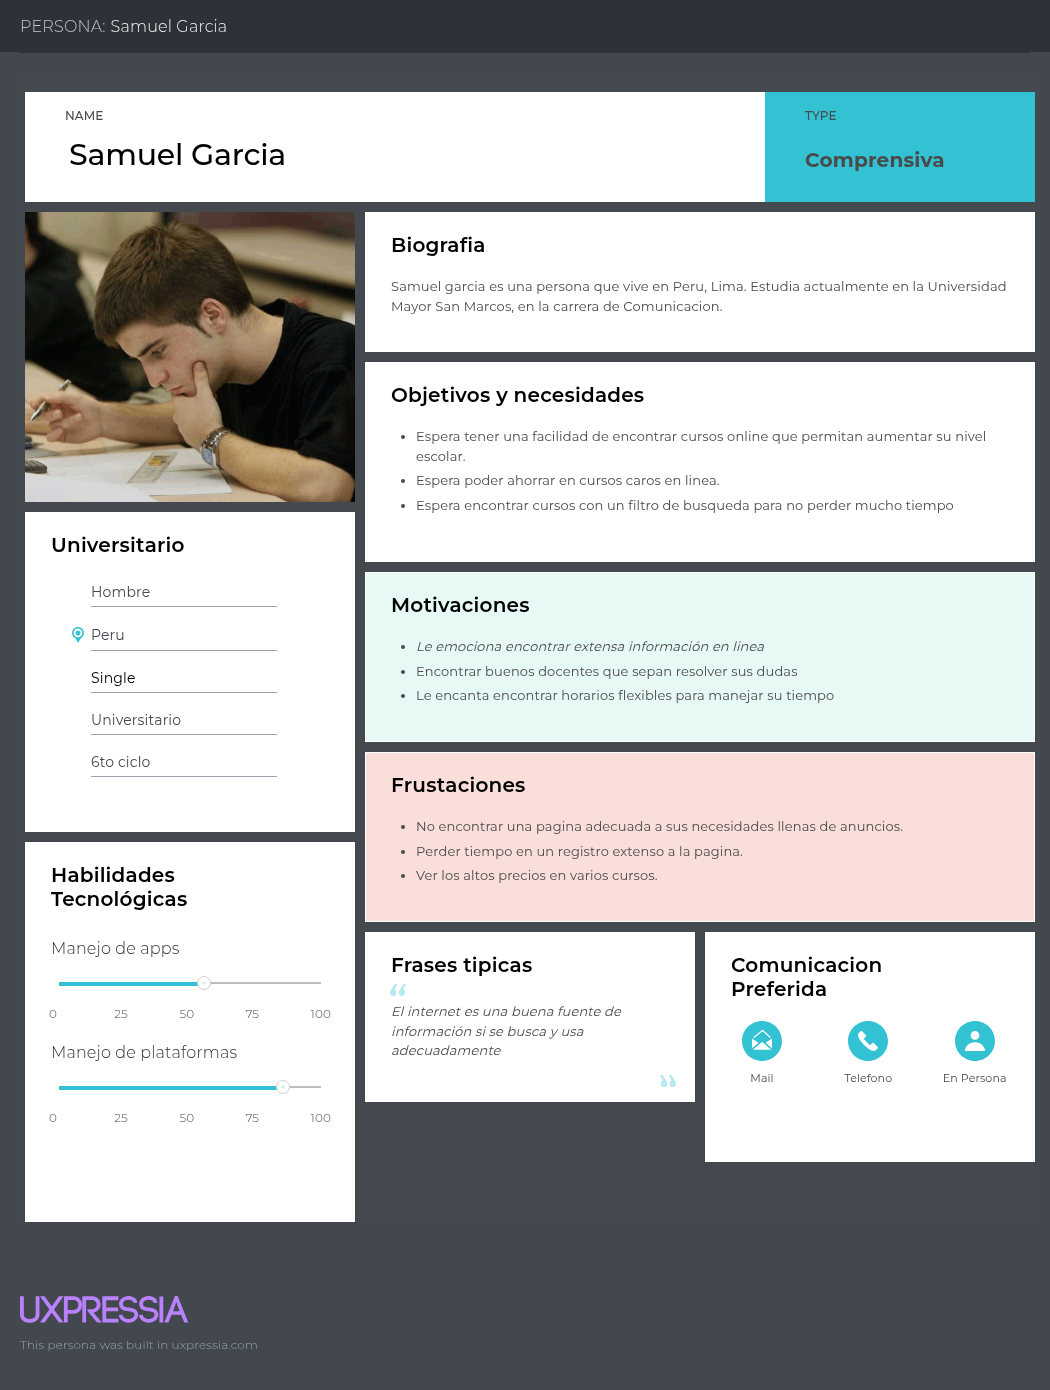 PERSONA: Samuel Garcia
NAME
Samuel Garcia
TYPE
Comprensiva
Biografia
Samuel garcia es una persona que vive en Peru, Lima. Estudia actualmente en la Universidad
Mayor San Marcos, en la carrera de Comunicacion.
Objetivos y necesidades
• Espera tener una facilidad de encontrar cursos online que permitan aumentar su nivel
escolar.
• Espera poder ahorrar en cursos caros en linea.
• Espera encontrar cursos con un filtro de busqueda para no perder mucho tiempo
Universitario
Hombre
Peru
Single
Universitario
6to ciclo
Motivaciones
• Le emociona encontrar extensa información en linea
• Encontrar buenos docentes que sepan resolver sus dudas
• Le encanta encontrar horarios flexibles para manejar su tiempo
Frustaciones
• No encontrar una pagina adecuada a sus necesidades llenas de anuncios.
• Perder tiempo en un registro extenso a la pagina.
• Ver los altos precios en varios cursos.
Habilidades
Tecnológicas
Manejo de apps
0 25 50 75 100
Manejo de plataformas
0 25 50 75 100
Frases tipicas
“
El internet es una buena fuente de
información si se busca y usa
adecuadamente
”
Comunicacion
Preferida
Mail Telefono En Persona
UXPRESSIA
This persona was built in uxpressia.com